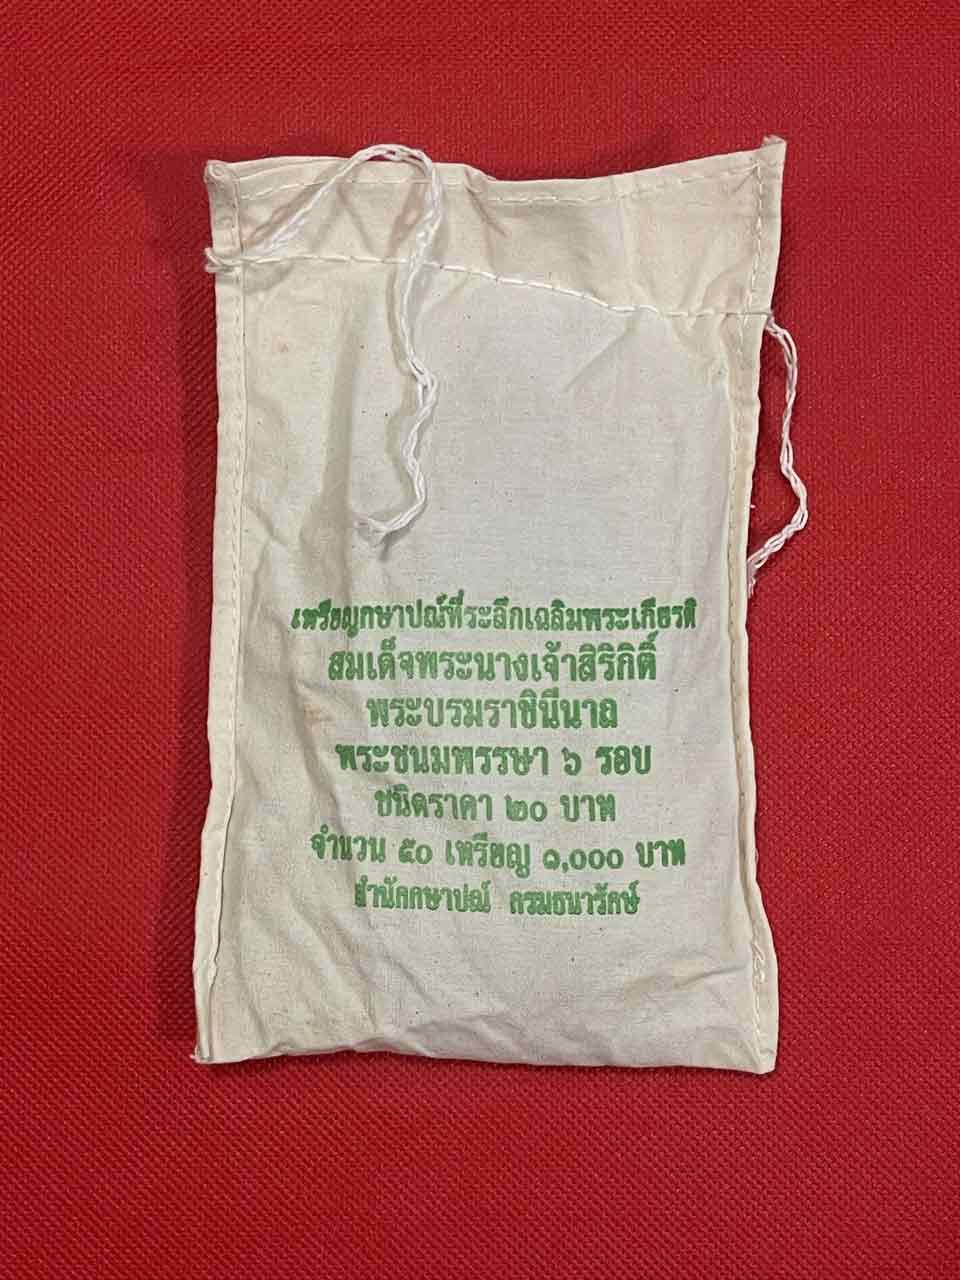 เหรียญกษาปณ์ที่ระลึกเฉลิมพระเกียรติ
สมเด็จพระนางเจ้าสิริกิติ์
พระบรมราชินีนาถ
พระชนมพรรษา ๖ รอบ
ชนิดราคา ๒๐ บาท
จำนวน ๕๐ เหรียญ ๑,๐๐๐ บาท
สำนักกษาปณ์ กรมธนารักษ์